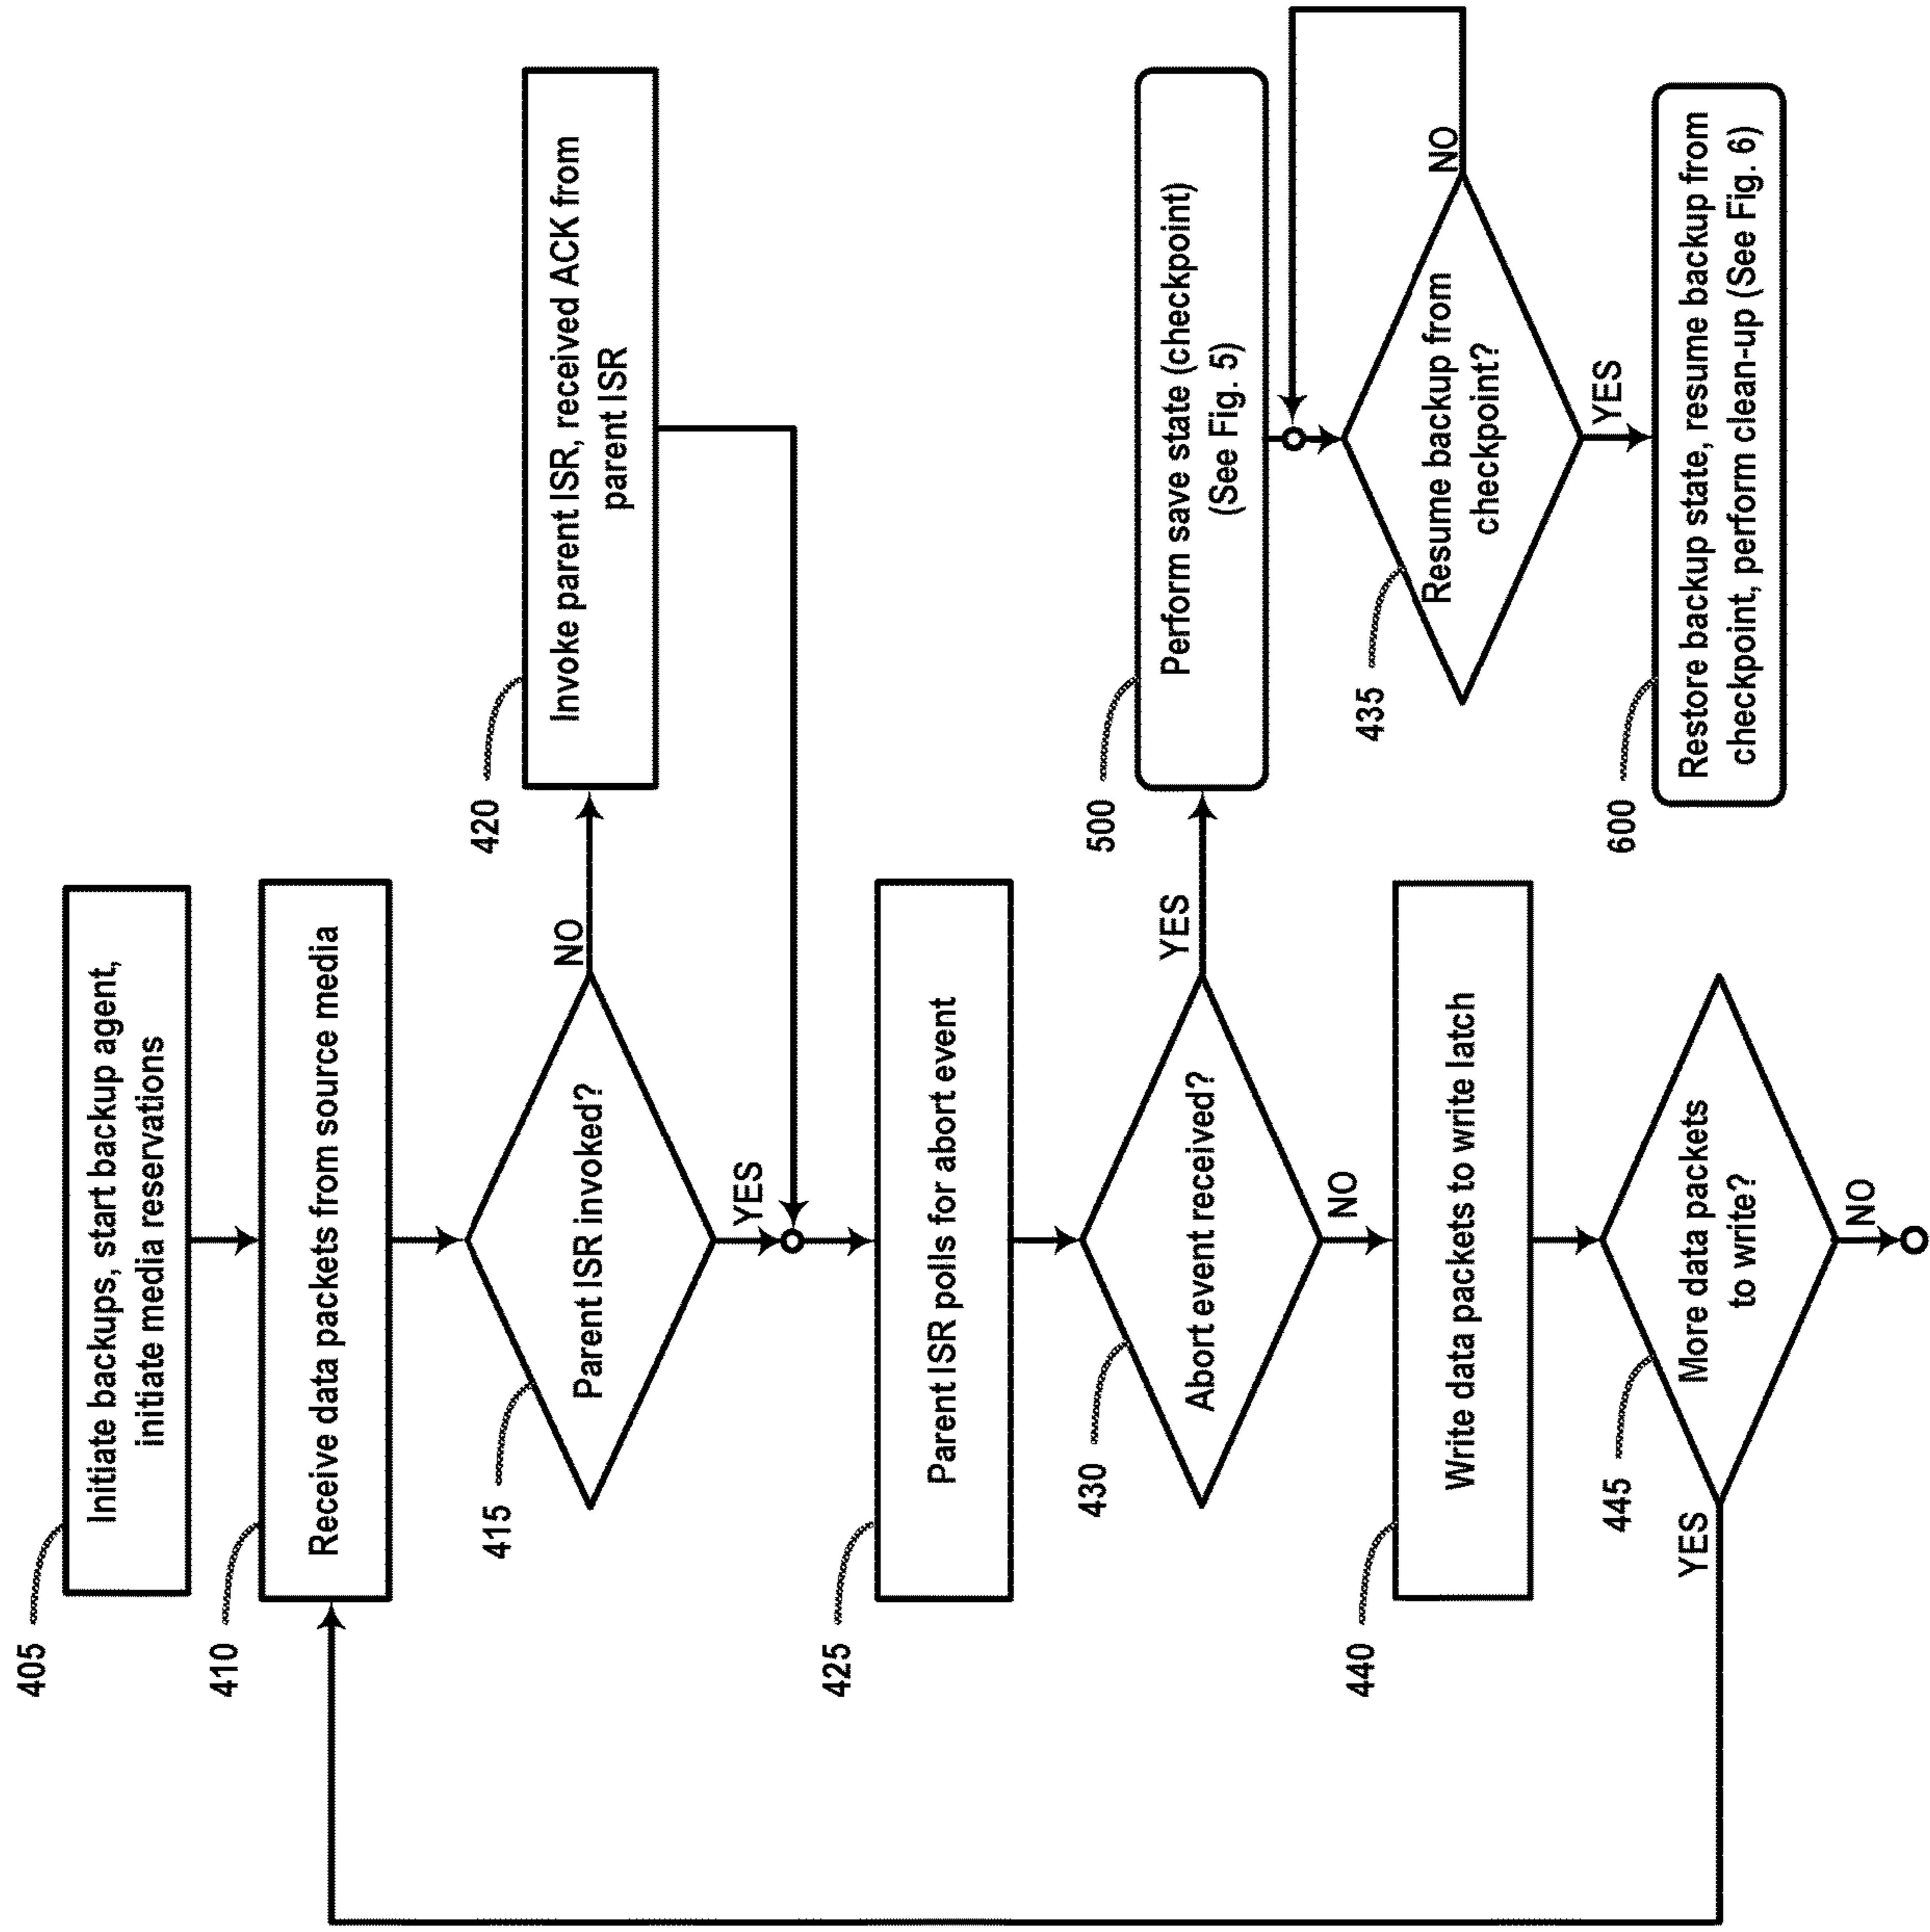 405
Initiate backups, start backup agent,
initiate media reservations
410
Receive data packets from source media
415
Parent ISR invoked?
NO
YES
420
Invoke parent ISR, received ACK from
parent ISR
425
Parent ISR polls for abort event
430
Abort event received?
YES
NO
500
Perform save state (checkpoint)
(See Fig. 5)
435
Resume backup from
checkpoint?
NO
YES
600
Restore backup state, resume backup from
checkpoint, perform clean-up (See Fig. 6)
440
Write data packets to write latch
445
More data packets
to write?
YES
NO